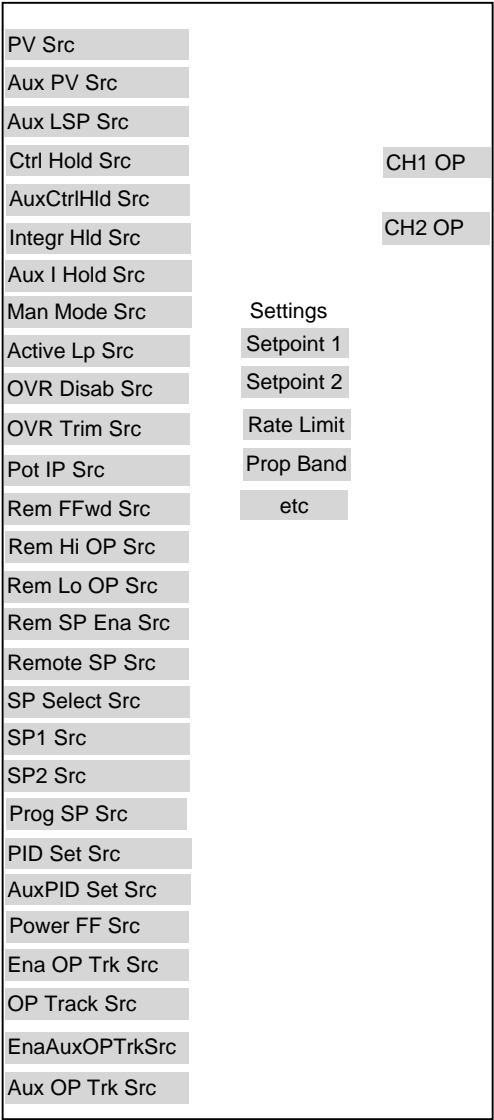 PV Src
Aux PV Src
Aux LSP Src
Ctrl Hold Src
AuxCtrlHld Src
Integr Hld Src
Aux I Hold Src
Man Mode Src
Active Lp Src
OVR Disab Src
OVR Trim Src
Pot IP Src
Rem FFwd Src
Rem Hi OP Src
Rem Lo OP Src
Rem SP Ena Src
Remote SP Src
SP Select Src
SP1 Src
SP2 Src
Prog SP Src
PID Set Src
AuxPID Set Src
Power FF Src
Ena OP Trk Src
OP Track Src
EnaAuxOPTrkSrc
Aux OP Trk Src
Settings
Setpoint 1
Setpoint 2
Rate Limit
Prop Band
etc
CH1 OP
CH2 OP